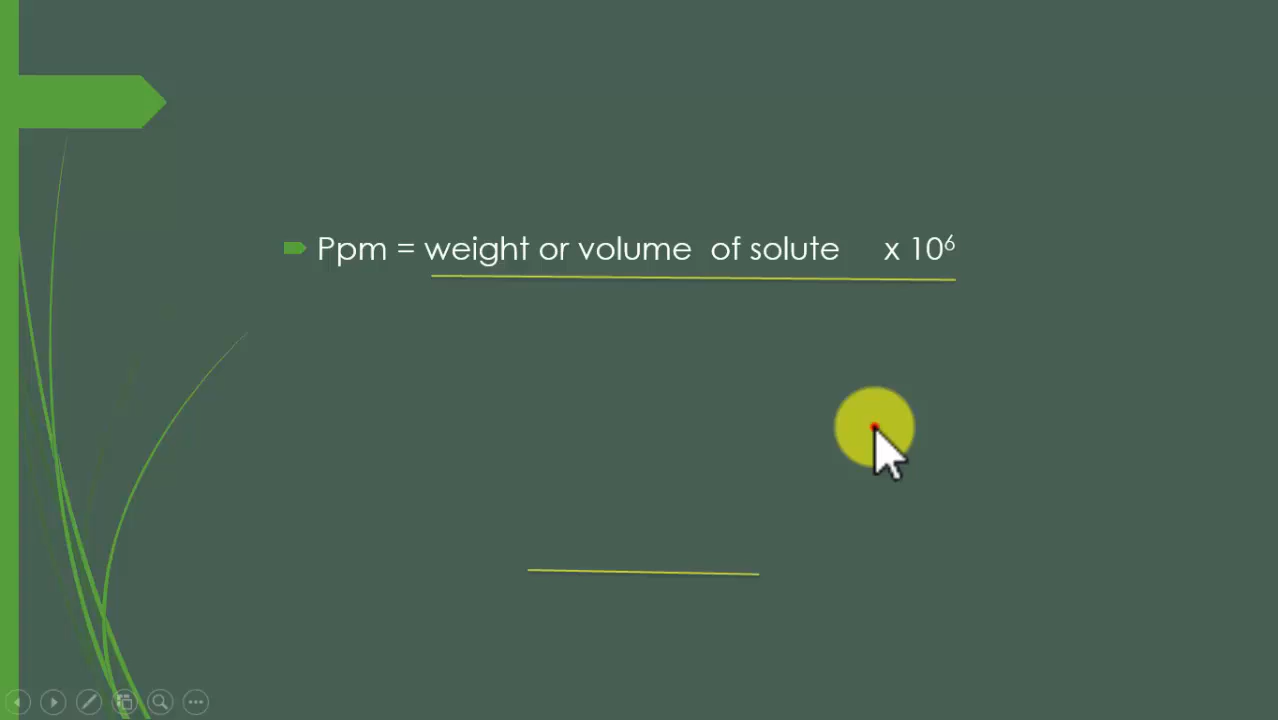 Ppm = weight or volume of solute x 10⁶